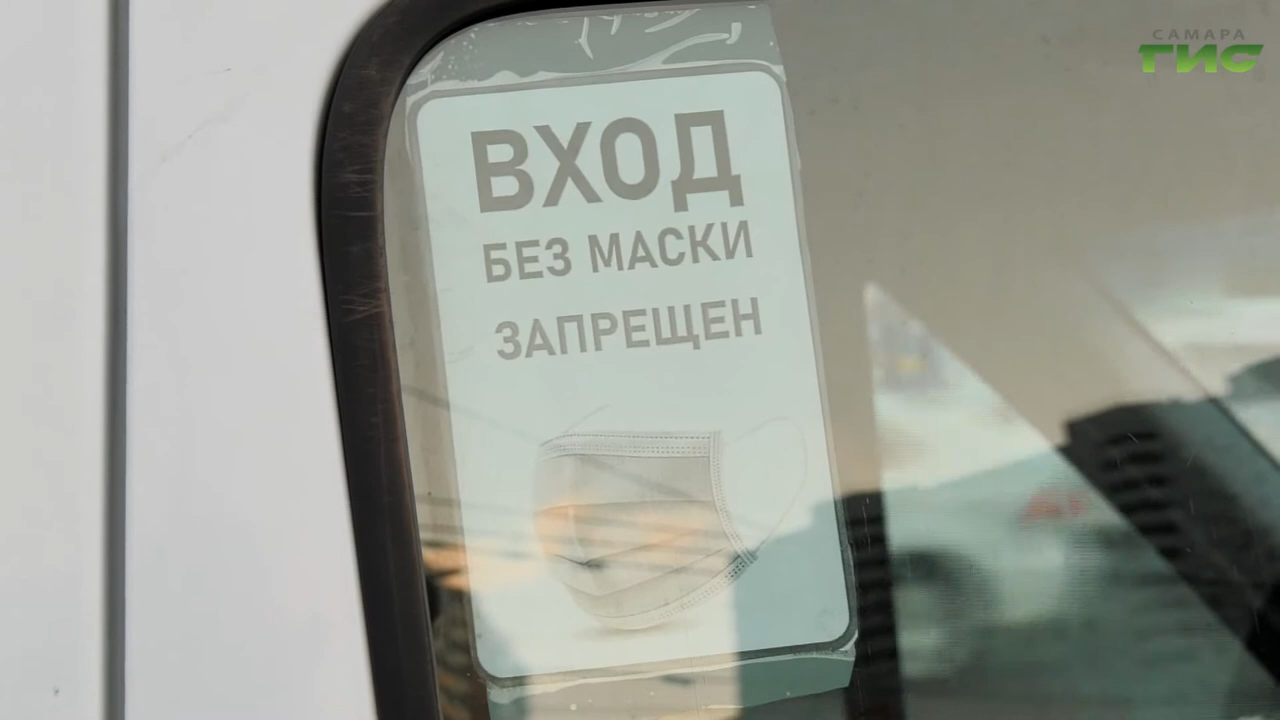 САМАРА
ГИС
ВХОД
БЕЗ МАСКИ
ЗАПРЕЩЕН